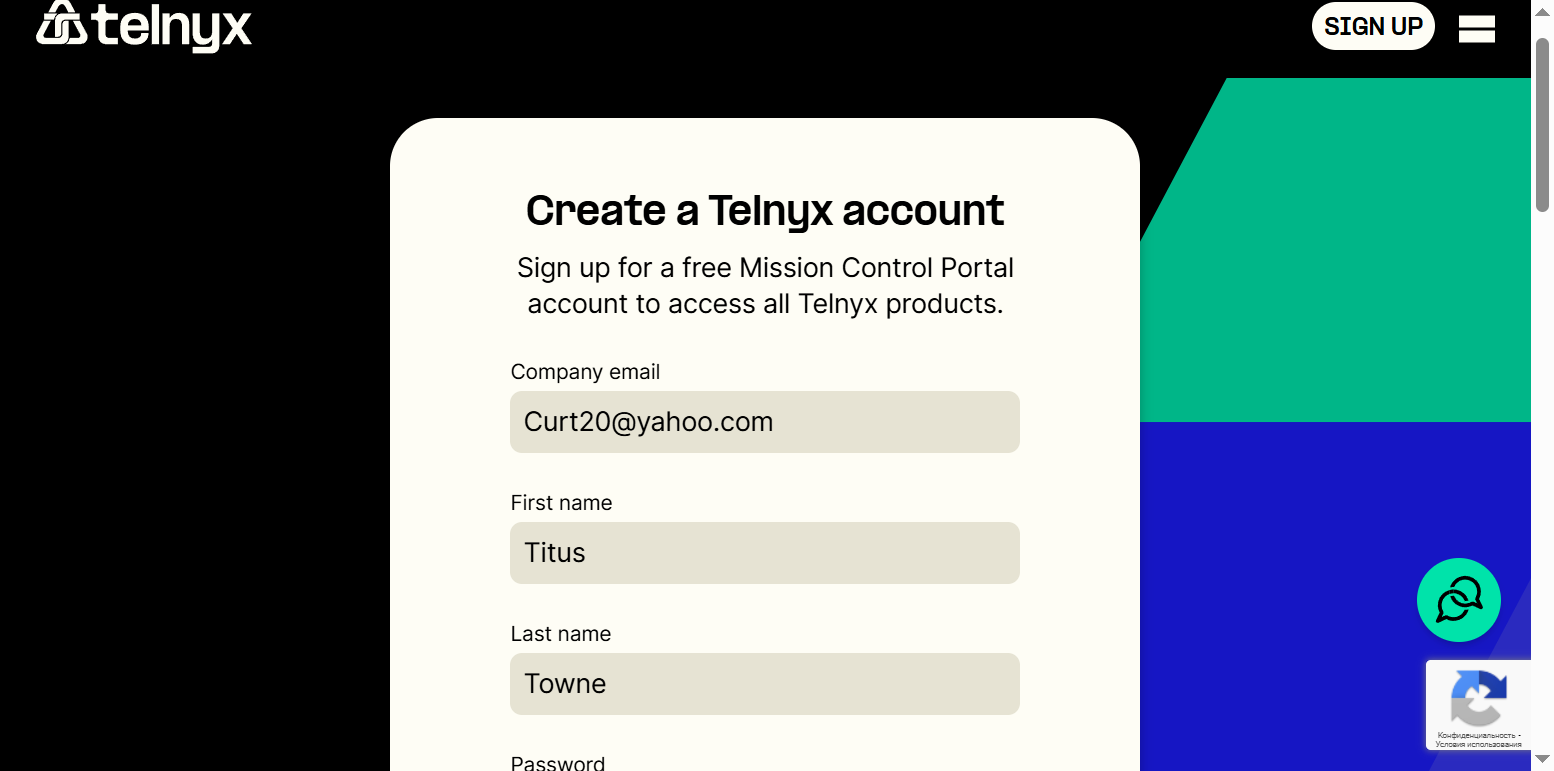 telnyx
SIGN UP
Create a Telnyx account
Sign up for a free Mission Control Portal
account to access all Telnyx products.
Company email
Curt20@yahoo.com
First name
Titus
Last name
Towne
Password
Конфиденциальность -
Условия использования